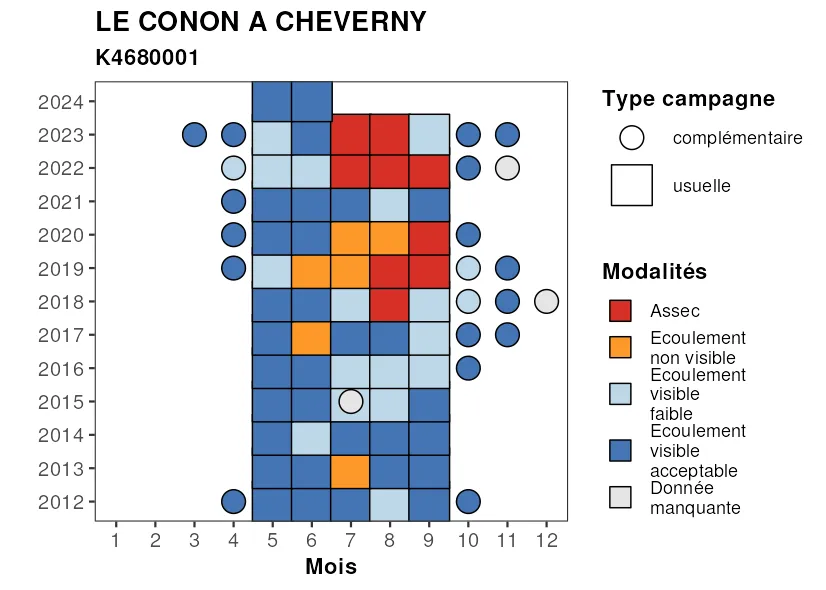 LE CONON A CHEVERNY
K4680001
2024
2023
2022
2021
2020
2019
2018
2017
2016
2015
2014
2013
2012
1 2 3 4 5 6 7 8 9 10 11 12
Mois
Type campagne
complémentaire
usuelle
Modalités
Assec
Ecoulement
non visible
Ecoulement
visible
faible
Ecoulement
visible
acceptable
Donnée
manquante